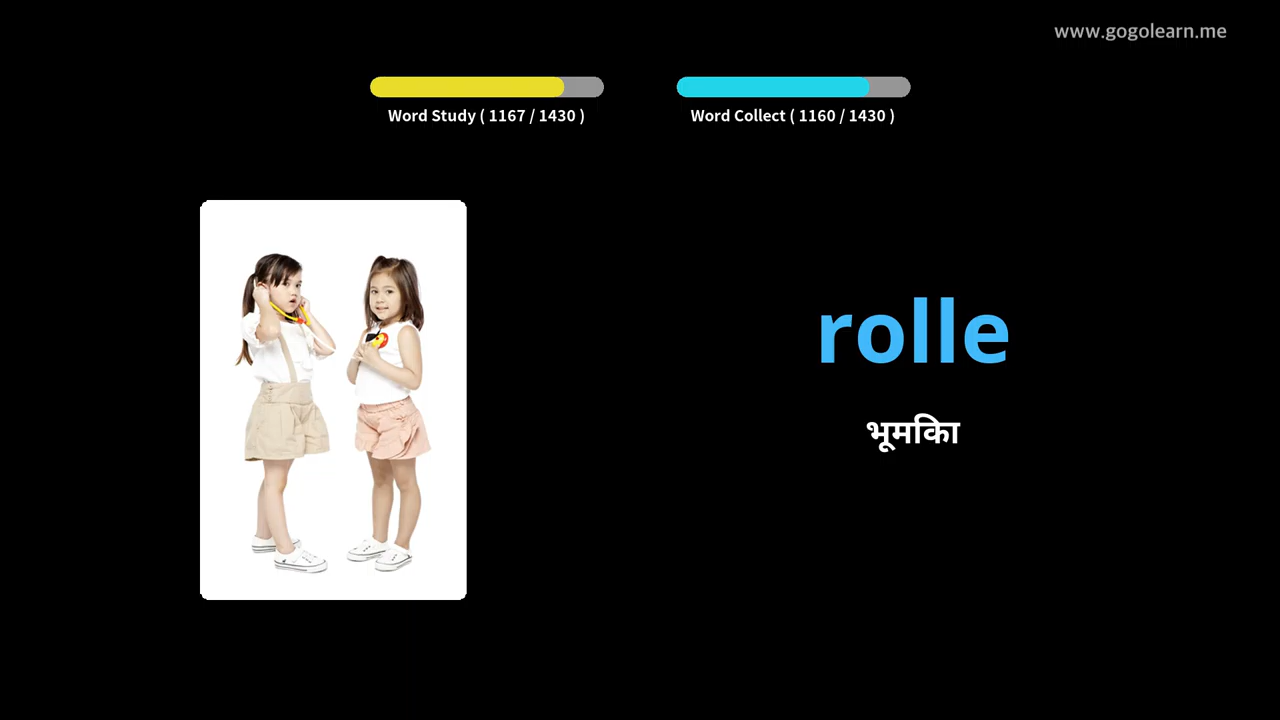 www.gogolearn.me
Word Study ( 1167 / 1430 )
Word Collect ( 1160 / 1430 )
rolle
भूमिका